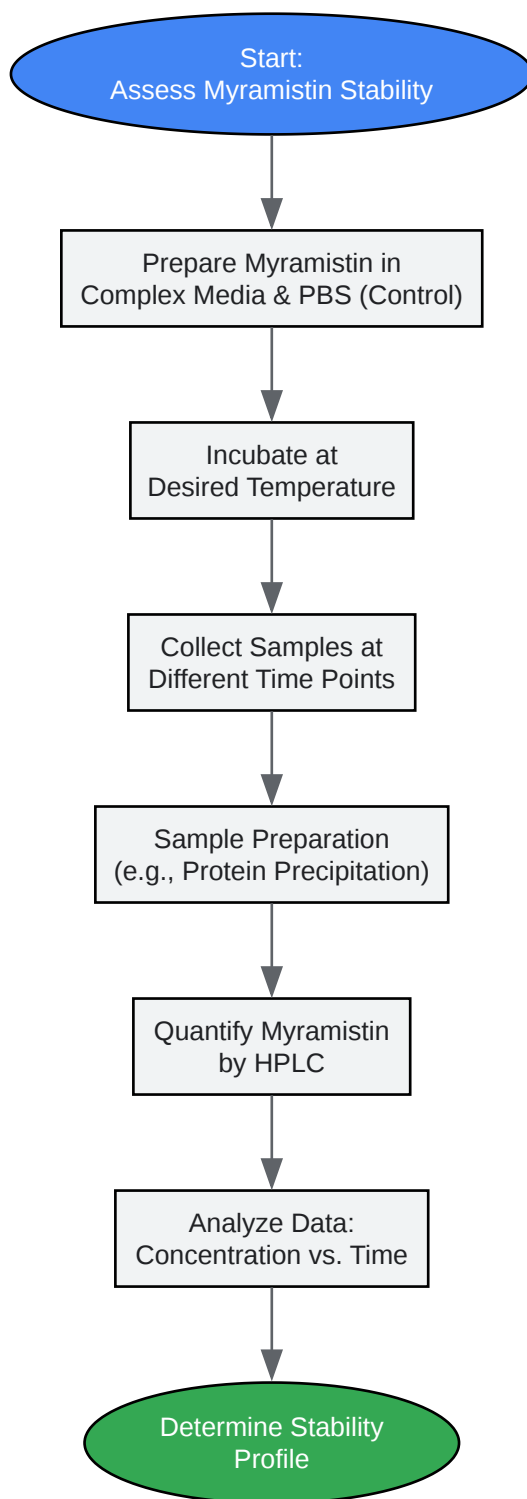 Start:
Assess Myramistin Stability
Prepare Myramistin in
Complex Media & PBS (Control)
Incubate at
Desired Temperature
Collect Samples at
Different Time Points
Sample Preparation
(e.g., Protein Precipitation)
Quantify Myramistin
by HPLC
Analyze Data:
Concentration vs. Time
Determine Stability
Profile